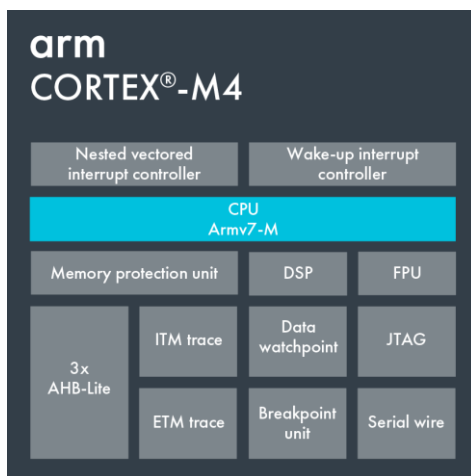 arm
CORTEX®-M4
Nested vectored
interrupt controller
Wake-up interrupt
controller
CPU
Armv7-M
Memory protection unit
DSP
FPU
3x
AHB-Lite
ITM trace
Data
watchpoint
JTAG
ETM trace
Breakpoint
unit
Serial wire